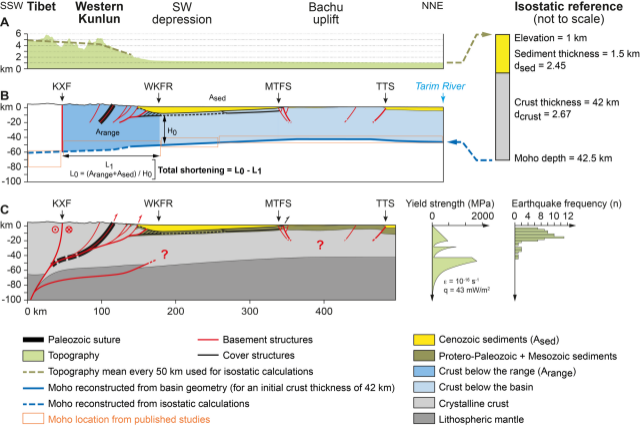 SSW Tibet Western Kunlun SW depression Bachu uplift NNE
Isostatic reference
(not to scale)
A
6
4
2
km 0
Elevation = 1 km
Sediment thickness = 1.5 km
dsed = 2.45
Crust thickness = 42 km
dcrust = 2.67
Moho depth = 42.5 km
KXF WKFR MTFS TTS Tarim River
B
km 0
-20
-40
-60
-80
-100
Arange
Ased
H0
L1
L0 = (Arange+Ased) / H0
Total shortening = L0 - L1
C
KXF WKFR MTFS TTS
km 0
-20
-40
-60
-80
-100
? ?
0 km 100 200 300 400
Yield strength (MPa)
0 2000
ε = 10-16 s-1
q = 43 mW/m2
Earthquake frequency (n)
0 2 4 6 8 10 12
Paleozoic suture
Topography
Basement structures
Cover structures
Topography mean every 50 km used for isostatic calculations
Moho reconstructed from basin geometry (for an initial crust thickness of 42 km)
Moho reconstructed from isostatic calculations
Moho location from published studies
Cenozoic sediments (Ased)
Protero-Paleozoic + Mesozoic sediments
Crust below the range (Arange)
Crust below the basin
Crystalline crust
Lithospheric mantle